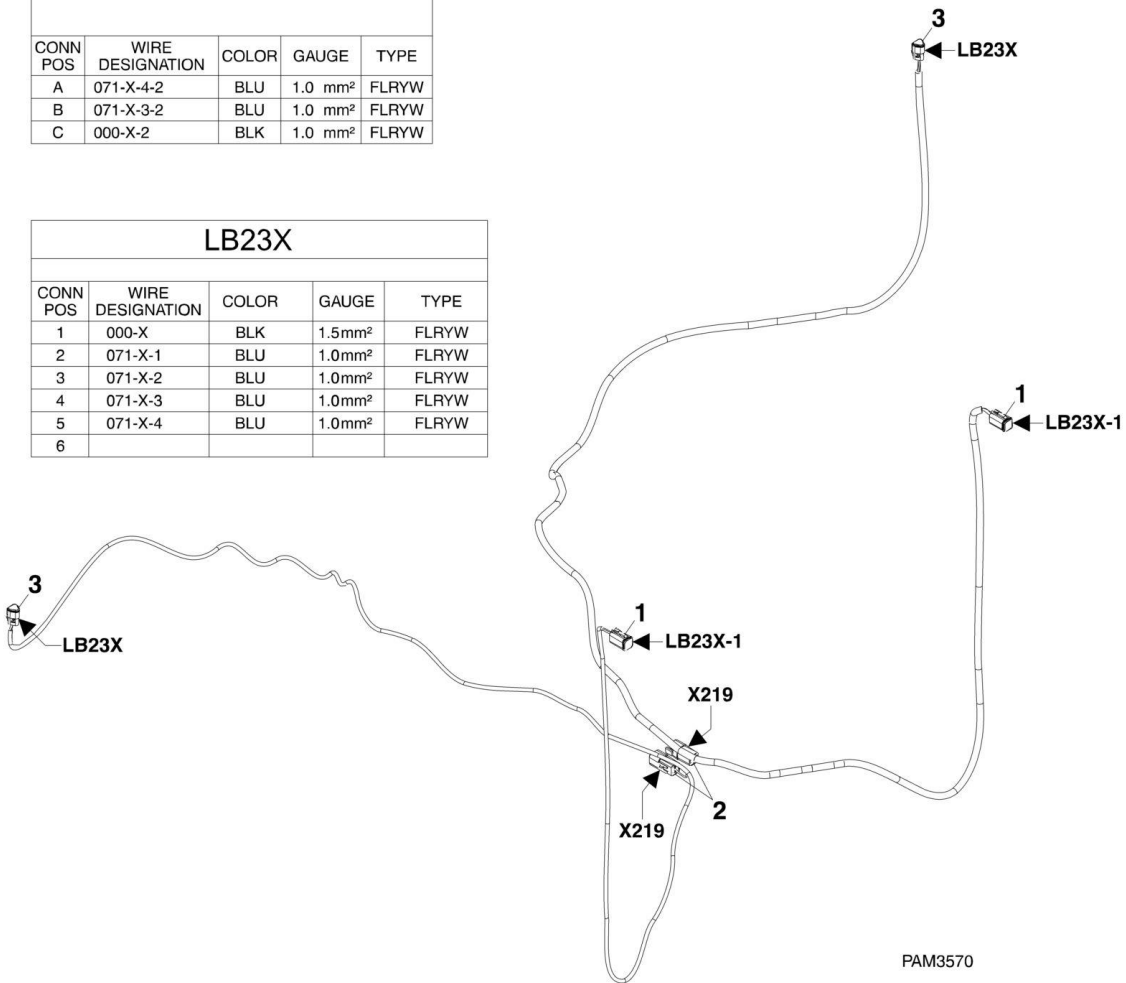 CONN POS WIRE DESIGNATION COLOR GAUGE TYPE
A 071-X-4-2 BLU 1.0 mm² FLRYW
B 071-X-3-2 BLU 1.0 mm² FLRYW
C 000-X-2 BLK 1.0 mm² FLRYW
LB23X
CONN POS WIRE DESIGNATION COLOR GAUGE TYPE
1 000-X BLK 1.5mm² FLRYW
2 071-X-1 BLU 1.0mm² FLRYW
3 071-X-2 BLU 1.0mm² FLRYW
4 071-X-3 BLU 1.0mm² FLRYW
5 071-X-4 BLU 1.0mm² FLRYW
6
3
LB23X
1
LB23X-1
3
LB23X
1
LB23X-1
X219
2
X219
PAM3570